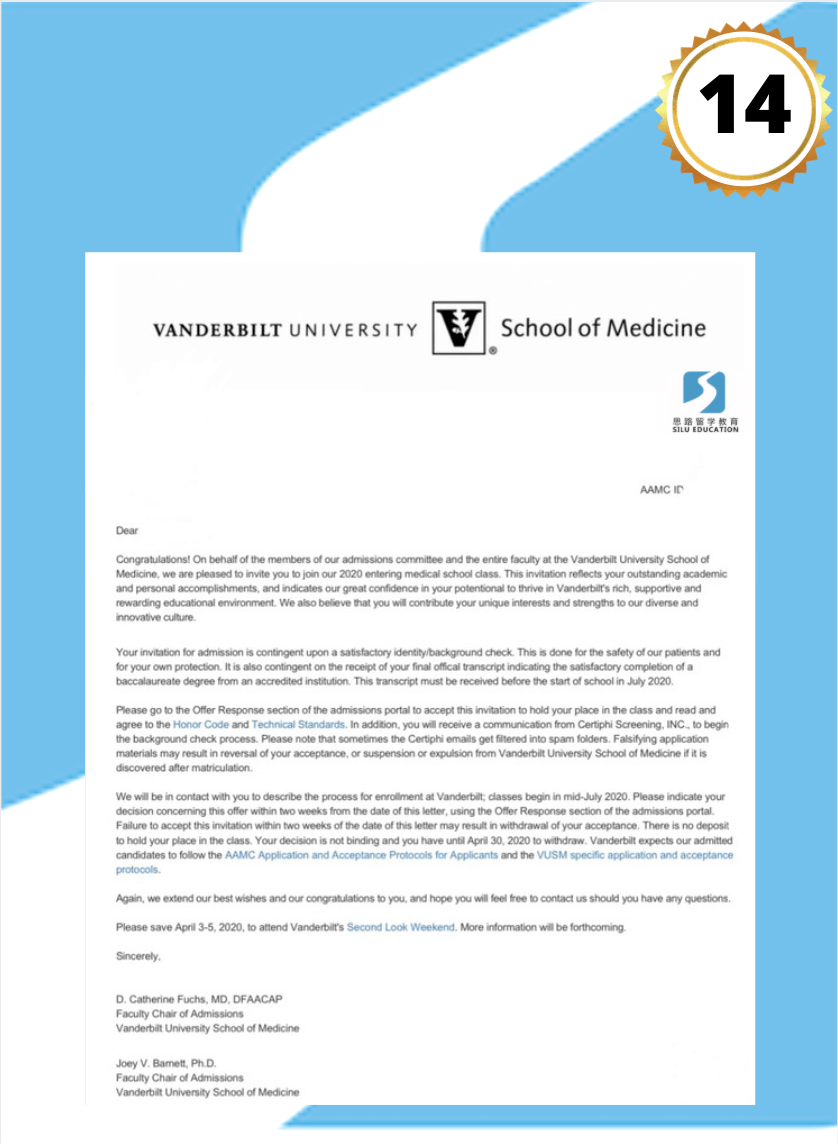 14
VANDERBILT UNIVERSITY V ® School of Medicine
思路留学教育
SILU EDUCATION
AAMC ID
Dear
Congratulations! On behalf of the members of our admissions committee and the entire faculty at the Vanderbilt University School of
Medicine, we are pleased to invite you to join our 2020 entering medical school class. This invitation reflects your outstanding academic
and personal accomplishments, and indicates our great confidence in your potential to thrive in Vanderbilt's rich, supportive and
rewarding educational environment. We also believe that you will contribute your unique interests and strengths to our diverse and
innovative culture.
Your invitation for admission is contingent upon a satisfactory identity/background check. This is done for the safety of our patients and
for your own protection. It is also contingent on the receipt of your final offical transcript indicating the satisfactory completion of a
baccalaureate degree from an accredited institution. This transcript must be received before the start of school in July 2020.
Please go to the Offer Response section of the admissions portal to accept this invitation to hold your place in the class and read and
agree to the Honor Code and Technical Standards. In addition, you will receive a communication from Certiphi Screening, INC., to begin
the background check process. Please note that sometimes the Certiphi emails get filtered into spam folders. Falsifying application
materials may result in reversal of your acceptance, or suspension or expulsion from Vanderbilt University School of Medicine if it is
discovered after matriculation.
We will be in contact with you to describe the process for enrollment at Vanderbilt; classes begin in mid-July 2020. Please indicate your
decision concerning this offer within two weeks from the date of this letter, using the Offer Response section of the admissions portal.
Failure to accept this invitation within two weeks of the date of this letter may result in withdrawal of your acceptance. There is no deposit
to hold your place in the class. Your decision is not binding and you have until April 30, 2020 to withdraw. Vanderbilt expects our admitted
candidates to follow the AAMC Application and Acceptance Protocols for Applicants and the VUSM specific application and acceptance
protocols.
Again, we extend our best wishes and our congratulations to you, and hope you will feel free to contact us should you have any questions.
Please save April 3-5, 2020, to attend Vanderbilt's Second Look Weekend. More information will be forthcoming.
Sincerely,
D. Catherine Fuchs, MD, DFAACAP
Faculty Chair of Admissions
Vanderbilt University School of Medicine
Joey V. Barnett, Ph.D.
Faculty Chair of Admissions
Vanderbilt University School of Medicine